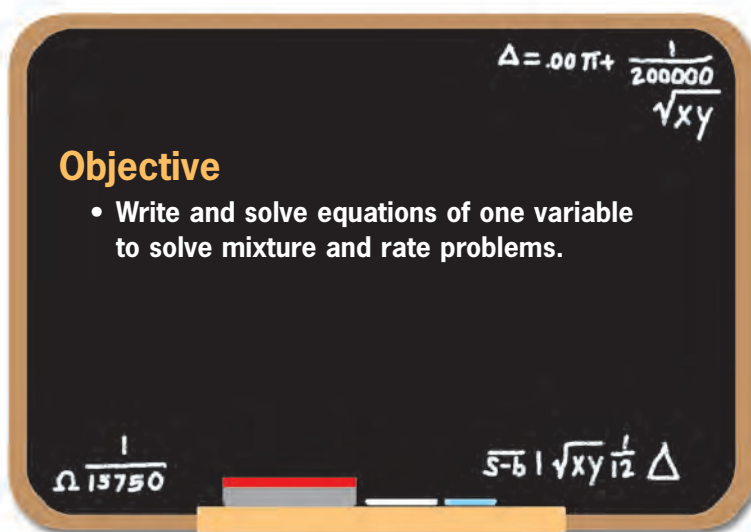 Δ = .00 π + 1/200000
√xy
Objective
• Write and solve equations of one variable
to solve mixture and rate problems.
Ω 1/13750
5-6 | √xy 1/12 Δ